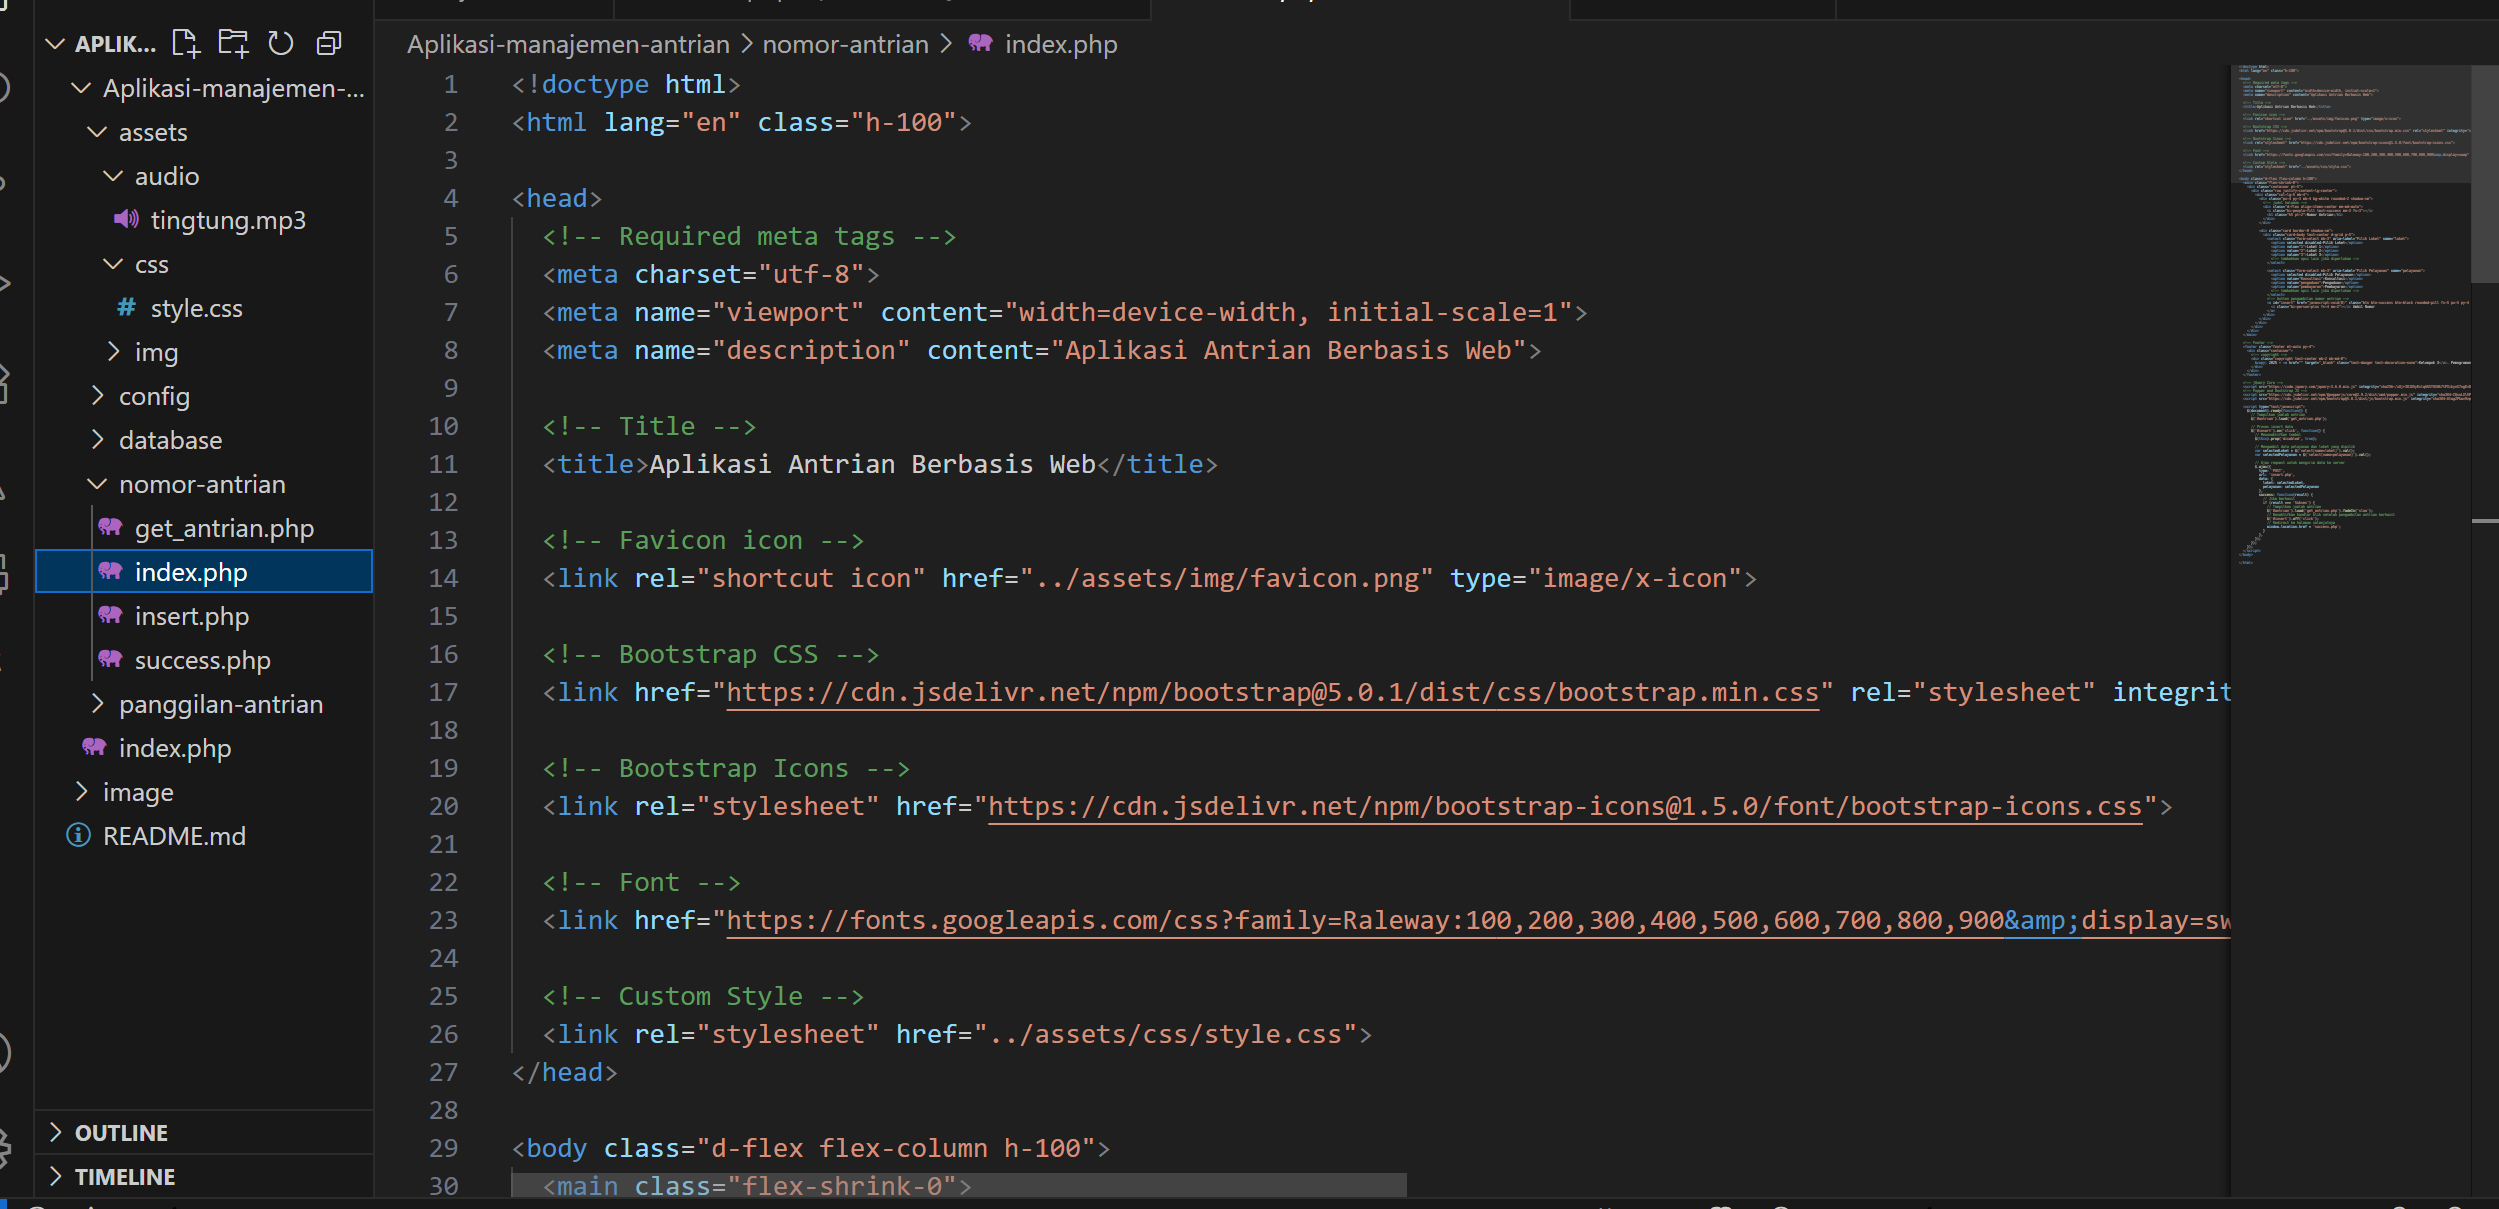 APLIK...
Aplikasi-manajemen-...
assets
audio
tingtung.mp3
css
style.css
img
config
database
nomor-antrian
get_antrian.php
index.php
insert.php
success.php
panggilan-antrian
index.php
image
README.md
OUTLINE
TIMELINE
Aplikasi-manajemen-antrian > nomor-antrian > index.php
1 <!doctype html>
2 <html lang="en" class="h-100">
3
4 <head>
5 <!-- Required meta tags -->
6 <meta charset="utf-8">
7 <meta name="viewport" content="width=device-width, initial-scale=1">
8 <meta name="description" content="Aplikasi Antrian Berbasis Web">
9
10 <!-- Title -->
11 <title>Aplikasi Antrian Berbasis Web</title>
12
13 <!-- Favicon icon -->
14 <link rel="shortcut icon" href="../assets/img/favicon.png" type="image/x-icon">
15
16 <!-- Bootstrap CSS -->
17 <link href="https://cdn.jsdelivr.net/npm/bootstrap@5.0.1/dist/css/bootstrap.min.css" rel="stylesheet" integrit
18
19 <!-- Bootstrap Icons -->
20 <link rel="stylesheet" href="https://cdn.jsdelivr.net/npm/bootstrap-icons@1.5.0/font/bootstrap-icons.css">
21
22 <!-- Font -->
23 <link href="https://fonts.googleapis.com/css?family=Raleway:100,200,300,400,500,600,700,800,900&amp;display=sw
24
25 <!-- Custom Style -->
26 <link rel="stylesheet" href="../assets/css/style.css">
27 </head>
28
29 <body class="d-flex flex-column h-100">
30 <main class="flex-shrink-0">